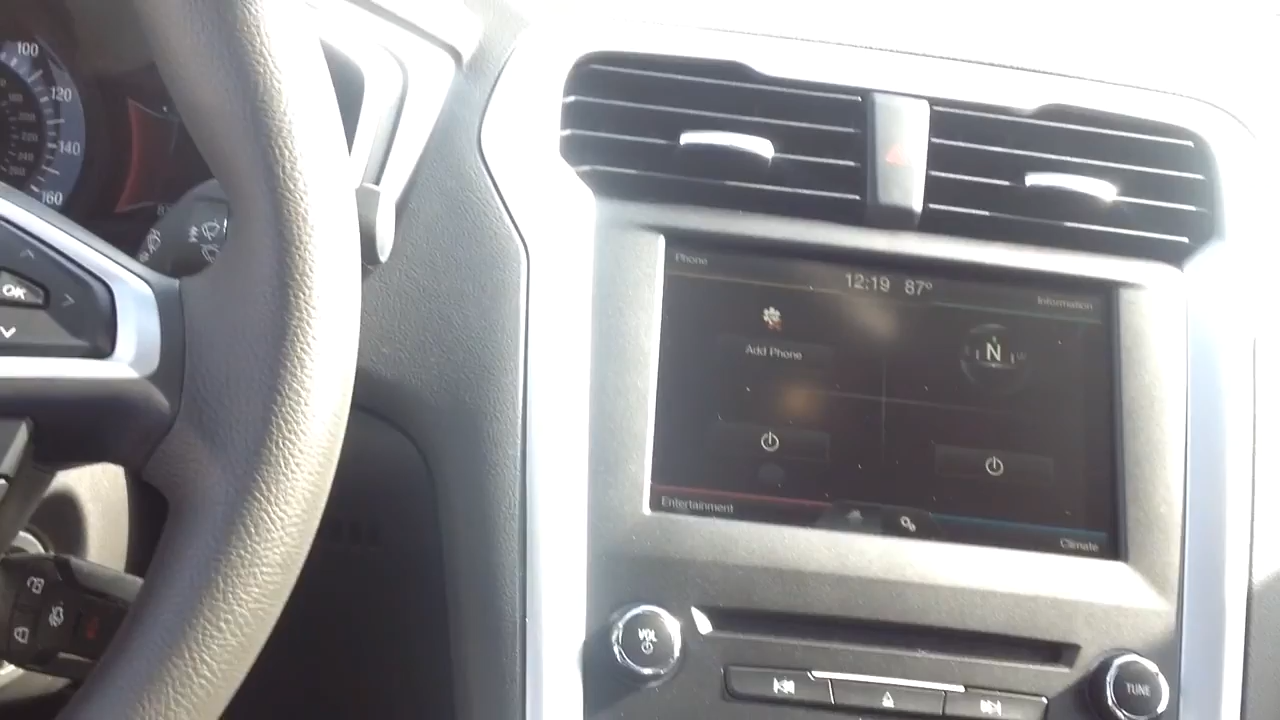 100
120
140
160
OK
Phone
12:19 87°
Information
Add Phone
N
Entertainment
Climate
VOL
TUNE